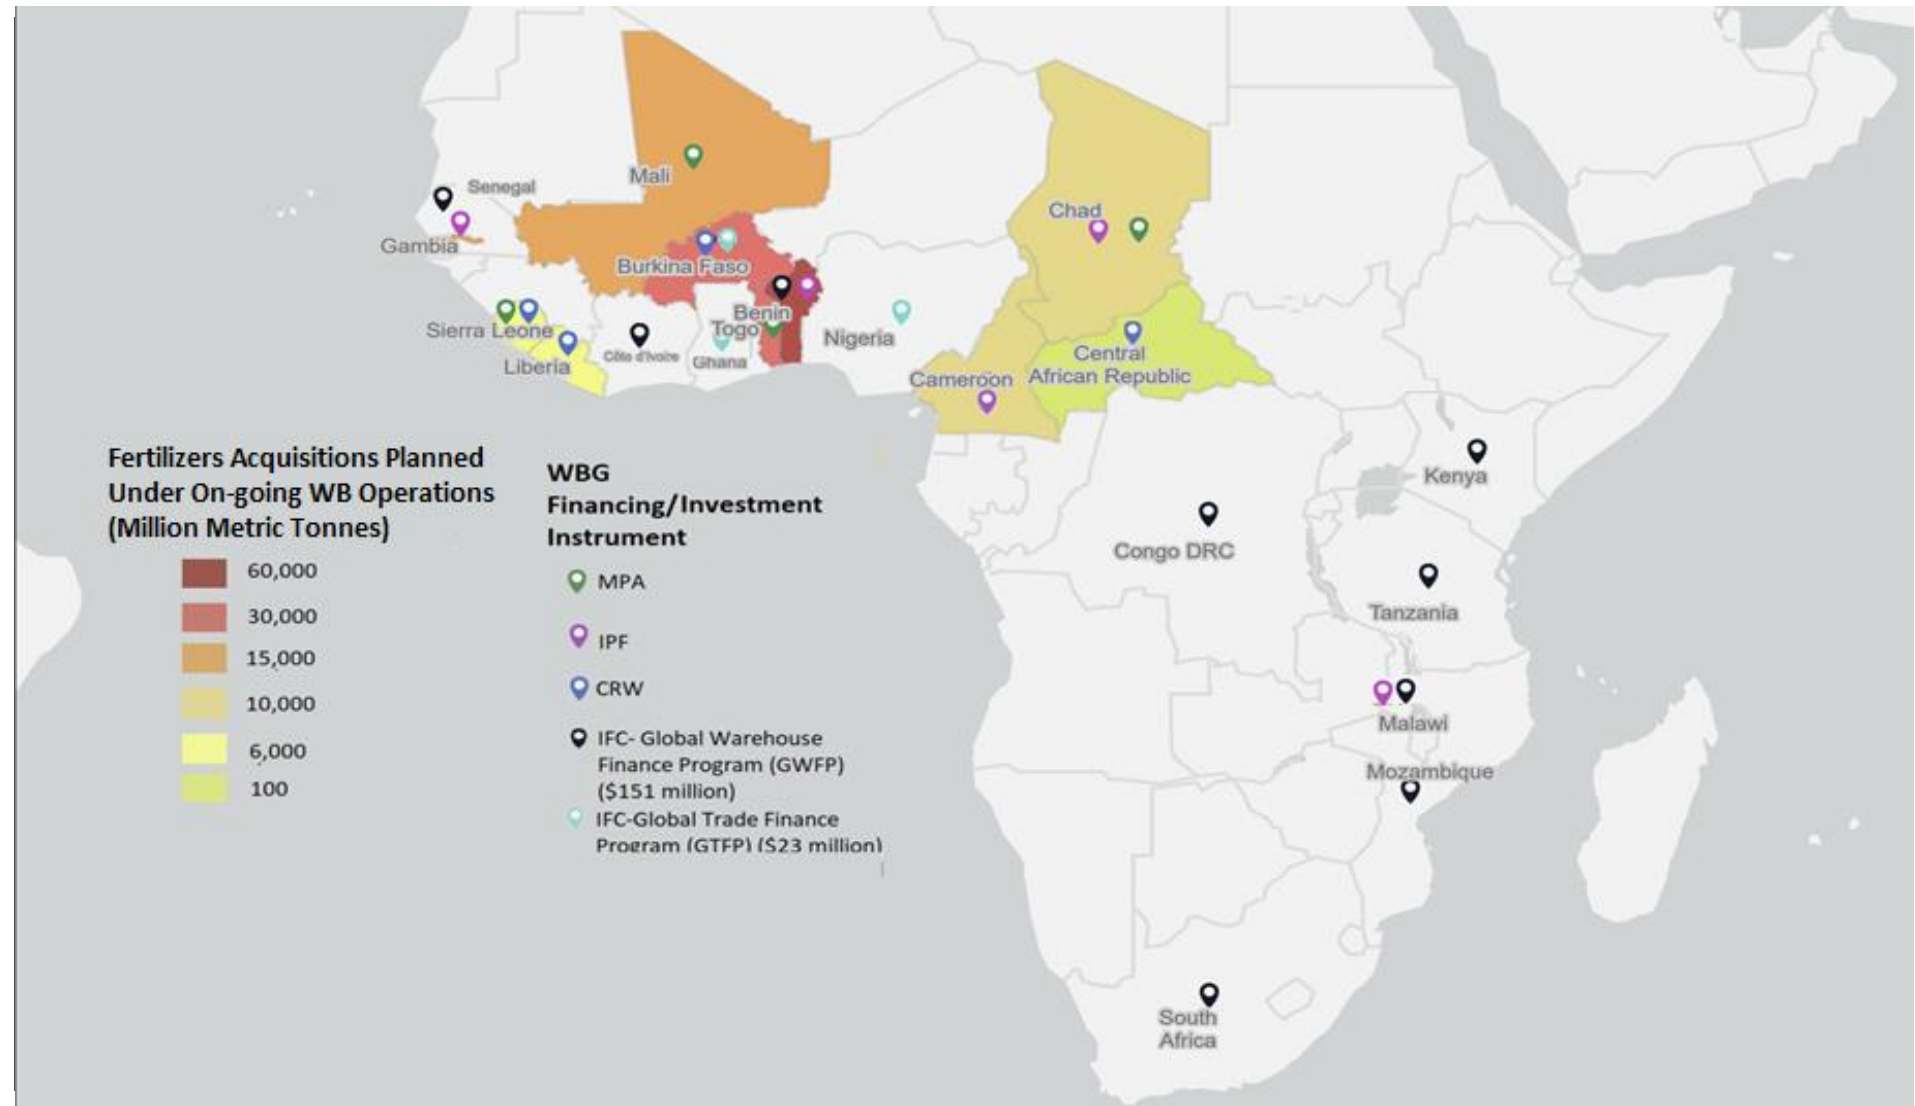 Mali
Senegal
Chad
Gambia
Burkina Faso
Benin
Togo
Sierra Leone
Nigeria
Côte d'Ivoire
Ghana
Liberia
Central
African Republic
Cameroon
Fertilizers Acquisitions Planned
Under On-going WB Operations
(Million Metric Tonnes)
60,000
30,000
15,000
10,000
6,000
100
WBG
Financing/Investment
Instrument
MPA
IPF
CRW
IFC- Global Warehouse
Finance Program (GWFP)
($151 million)
IFC-Global Trade Finance
Program (GTFP) ($23 million)
Kenya
Congo DRC
Tanzania
Malawi
Mozambique
South
Africa